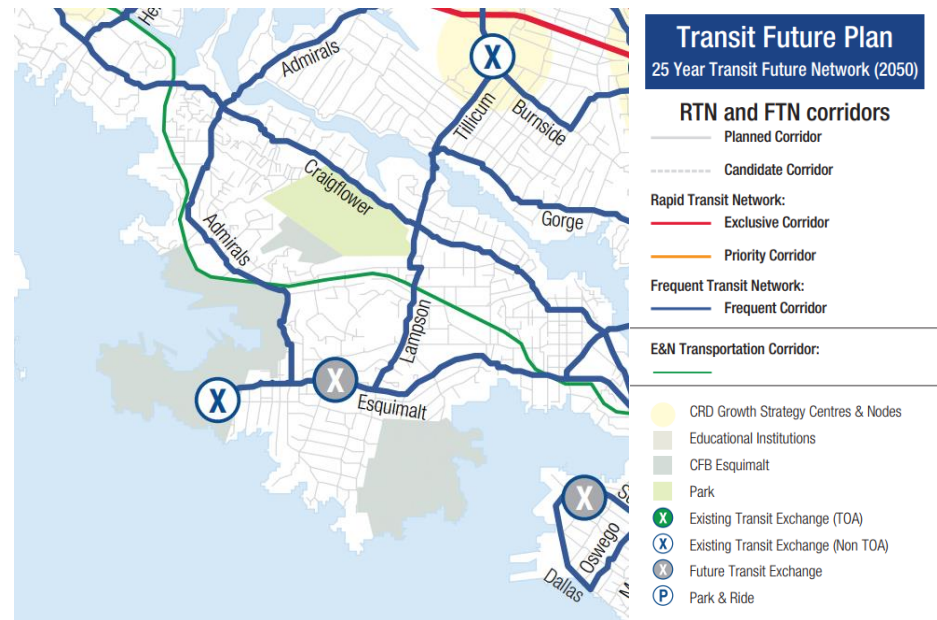 He
Admirals
Tillicum
Burnside
Craigflower
Gorge
Admirals
Lampson
Esquimalt
Oswego
Dallas
X
X
X
X
Transit Future Plan
25 Year Transit Future Network (2050)
RTN and FTN corridors
Planned Corridor
Candidate Corridor
Rapid Transit Network:
Exclusive Corridor
Priority Corridor
Frequent Transit Network:
Frequent Corridor
E&N Transportation Corridor:
CRD Growth Strategy Centres & Nodes
Educational Institutions
CFB Esquimalt
Park
X Existing Transit Exchange (TOA)
X Existing Transit Exchange (Non TOA)
X Future Transit Exchange
P Park & Ride